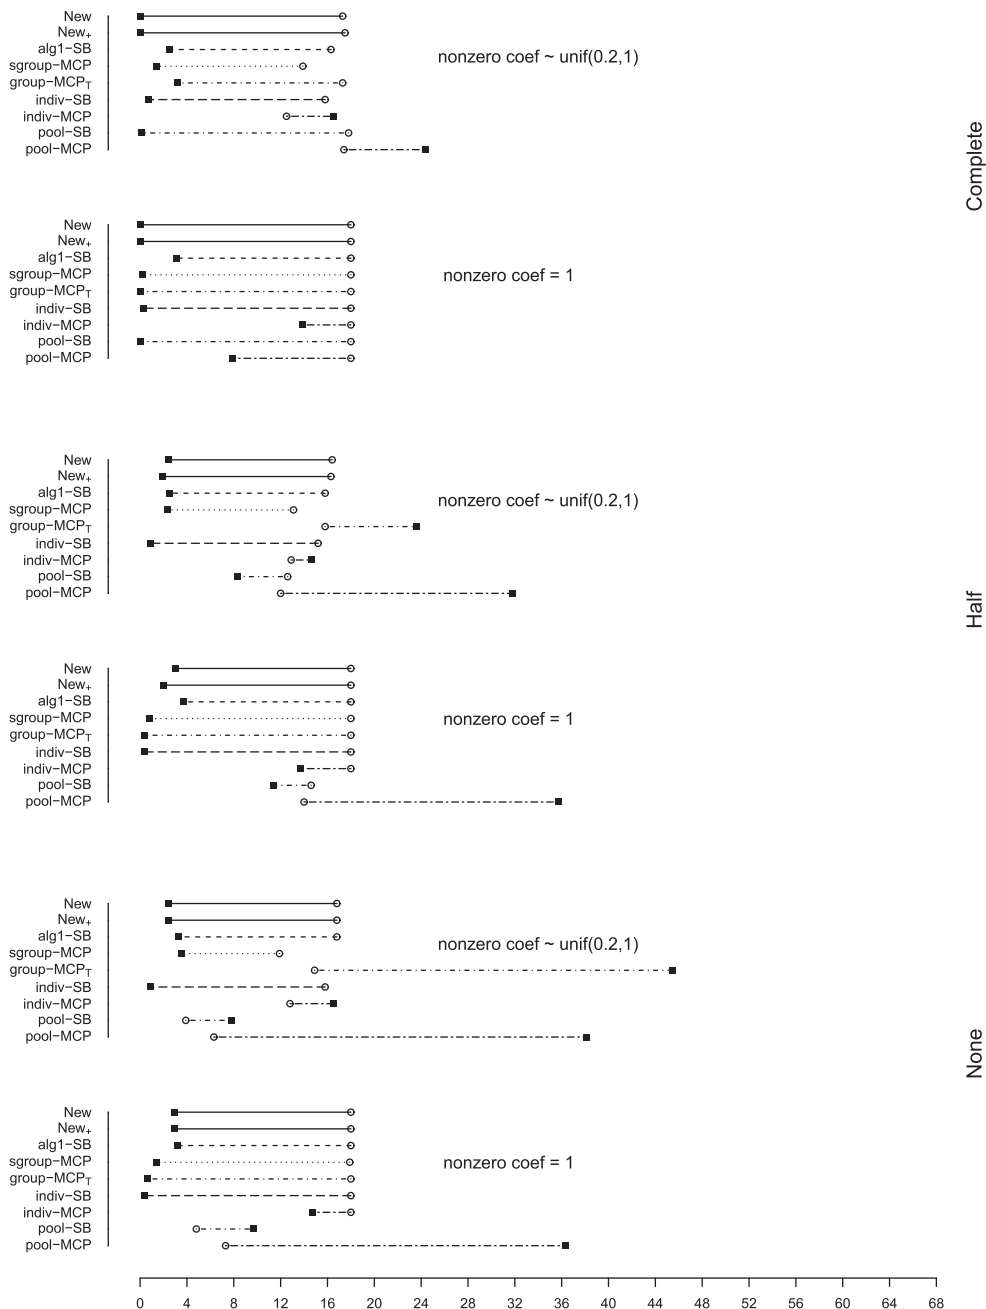 New
New+
alg1−SB
nonzero coef ~ unif(0.2,1)
sgroup−MCP
group−MCPT
indiv−SB
indiv−MCP
pool−SB
pool−MCP
Complete
New
New+
alg1−SB
sgroup−MCP
nonzero coef = 1
group−MCPT
indiv−SB
indiv−MCP
pool−SB
pool−MCP
New
New+
alg1−SB
nonzero coef ~ unif(0.2,1)
sgroup−MCP
group−MCPT
indiv−SB
indiv−MCP
pool−SB
pool−MCP
Half
New
New+
alg1−SB
sgroup−MCP
nonzero coef = 1
group−MCPT
indiv−SB
indiv−MCP
pool−SB
pool−MCP
New
New+
alg1−SB
nonzero coef ~ unif(0.2,1)
sgroup−MCP
group−MCPT
indiv−SB
indiv−MCP
pool−SB
pool−MCP
None
New
New+
alg1−SB
sgroup−MCP
nonzero coef = 1
group−MCPT
indiv−SB
indiv−MCP
pool−SB
pool−MCP
0 4 8 12 16 20 24 28 32 36 40 44 48 52 56 60 64 68